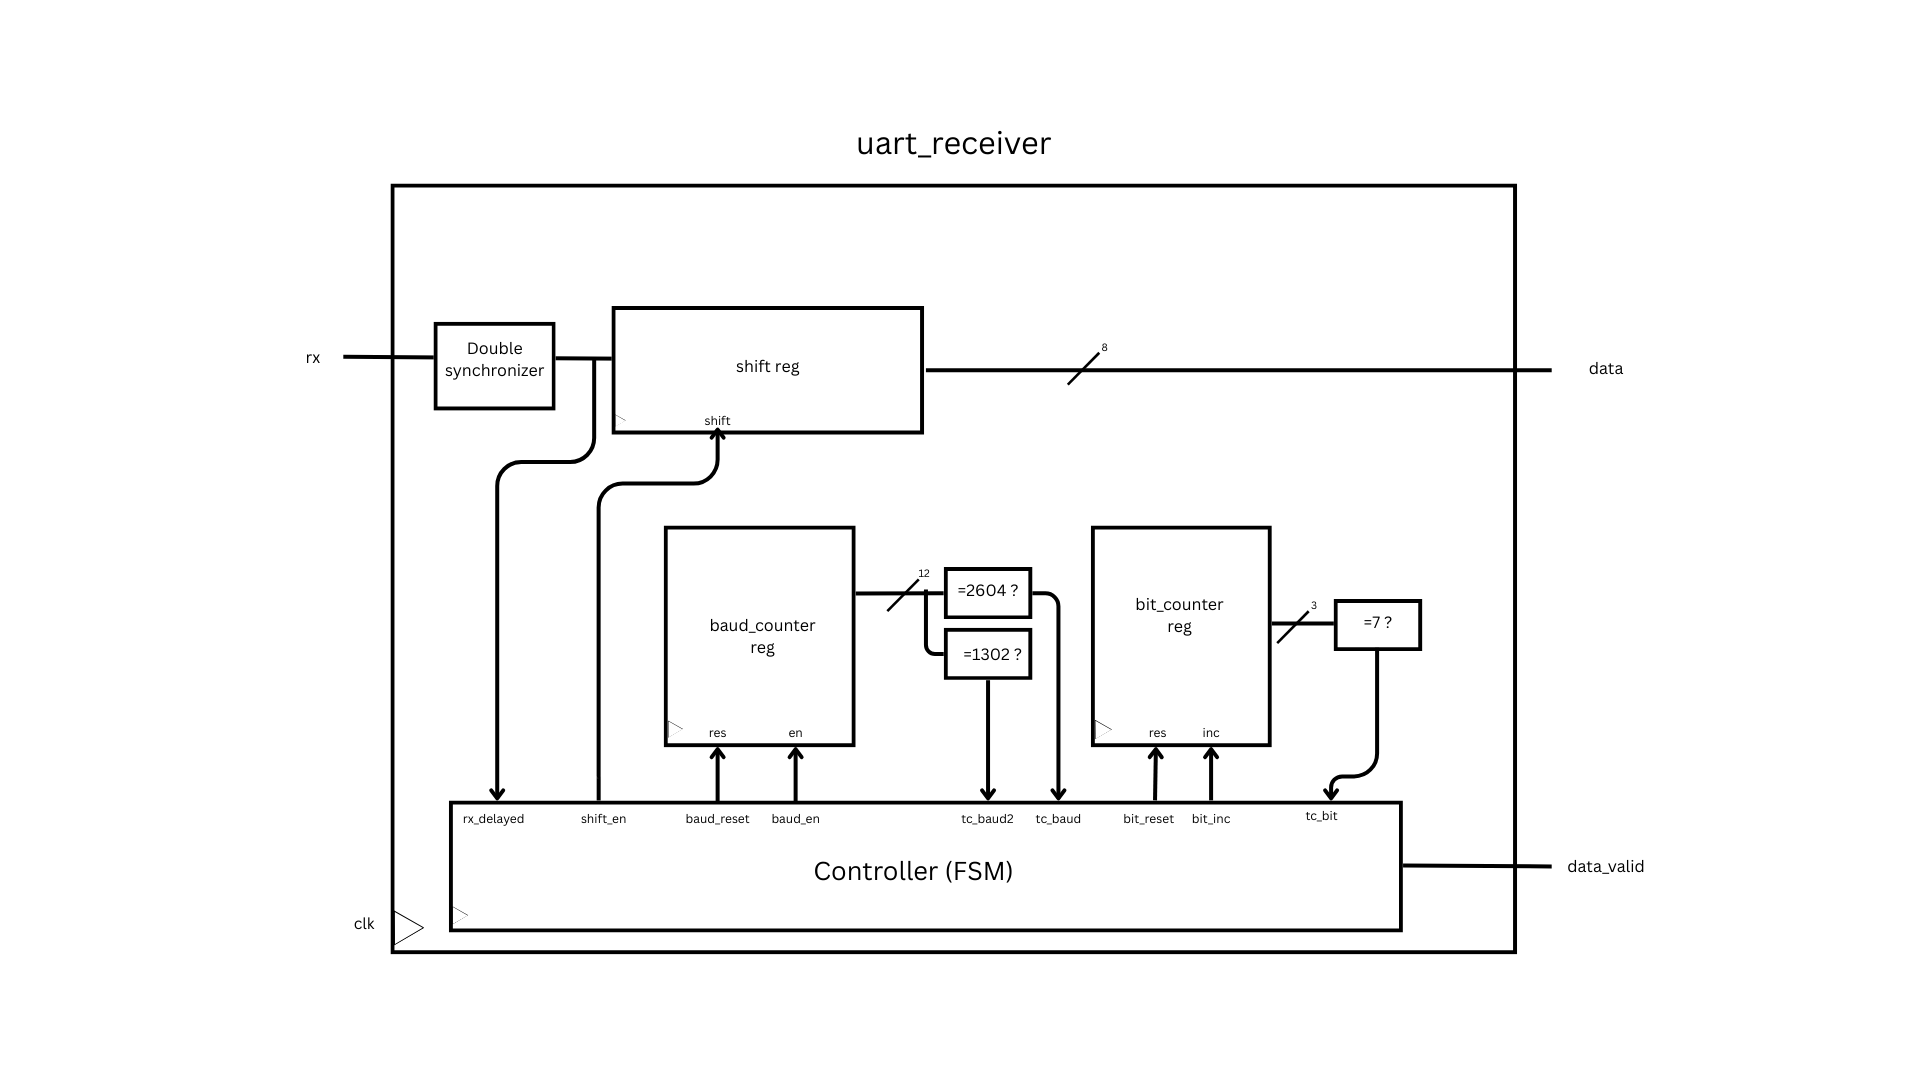 uart_receiver
rx
Double
synchronizer
shift reg
shift
8
data
baud_counter
reg
res
en
12
=2604 ?
=1302 ?
bit_counter
reg
res
inc
3
=7 ?
rx_delayed
shift_en
baud_reset
baud_en
tc_baud2
tc_baud
bit_reset
bit_inc
tc_bit
Controller (FSM)
data_valid
clk